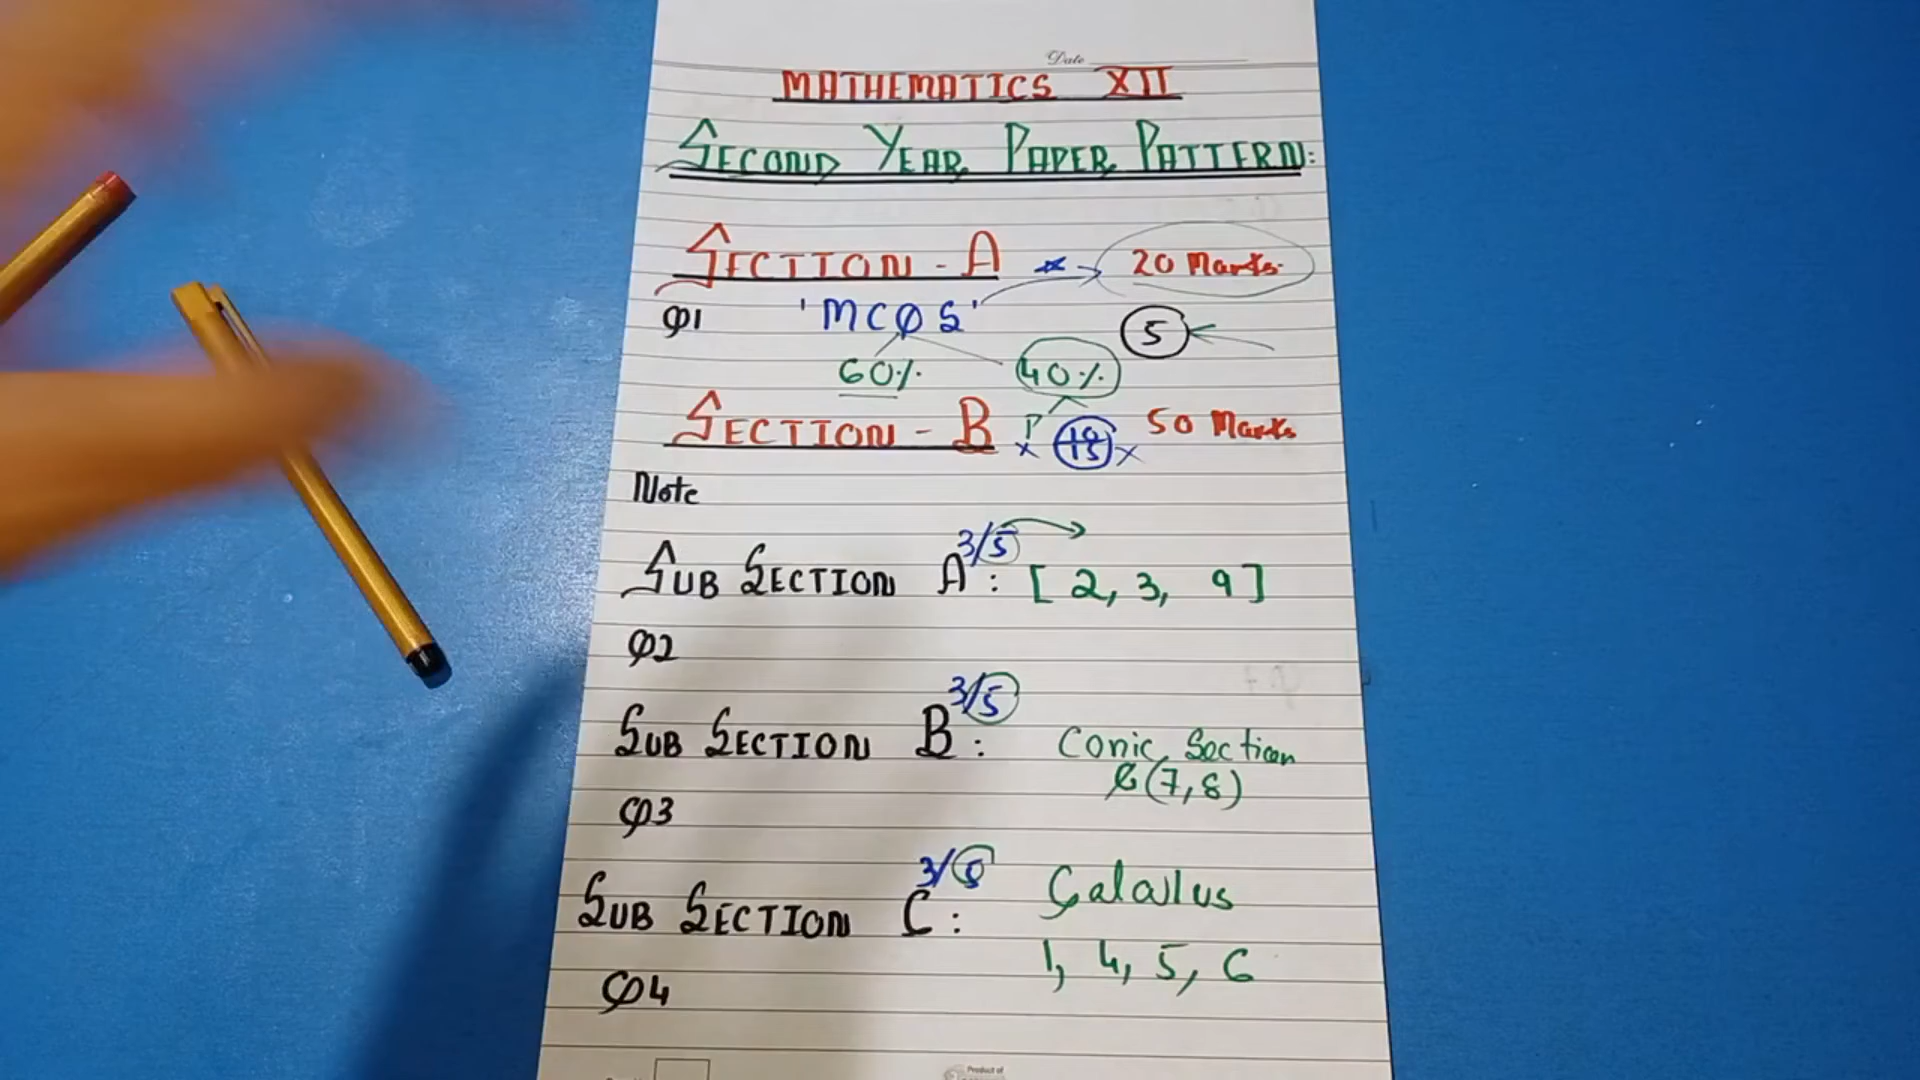 Date
MATHEMATICS XII
SECOND YEAR PAPER PATTERN:
SECTION - A 20 Marks
Q1 'MCQS' 5
60% 40%
SECTION - B 50 Marks
Note
3/5
SUB SECTION A: [2, 3, 9]
Q2
3/5
SUB SECTION B: Conic Section
(7,8)
Q3
3/5
SUB SECTION C: Calculus
1, 4, 5, 6
Q4
Product of